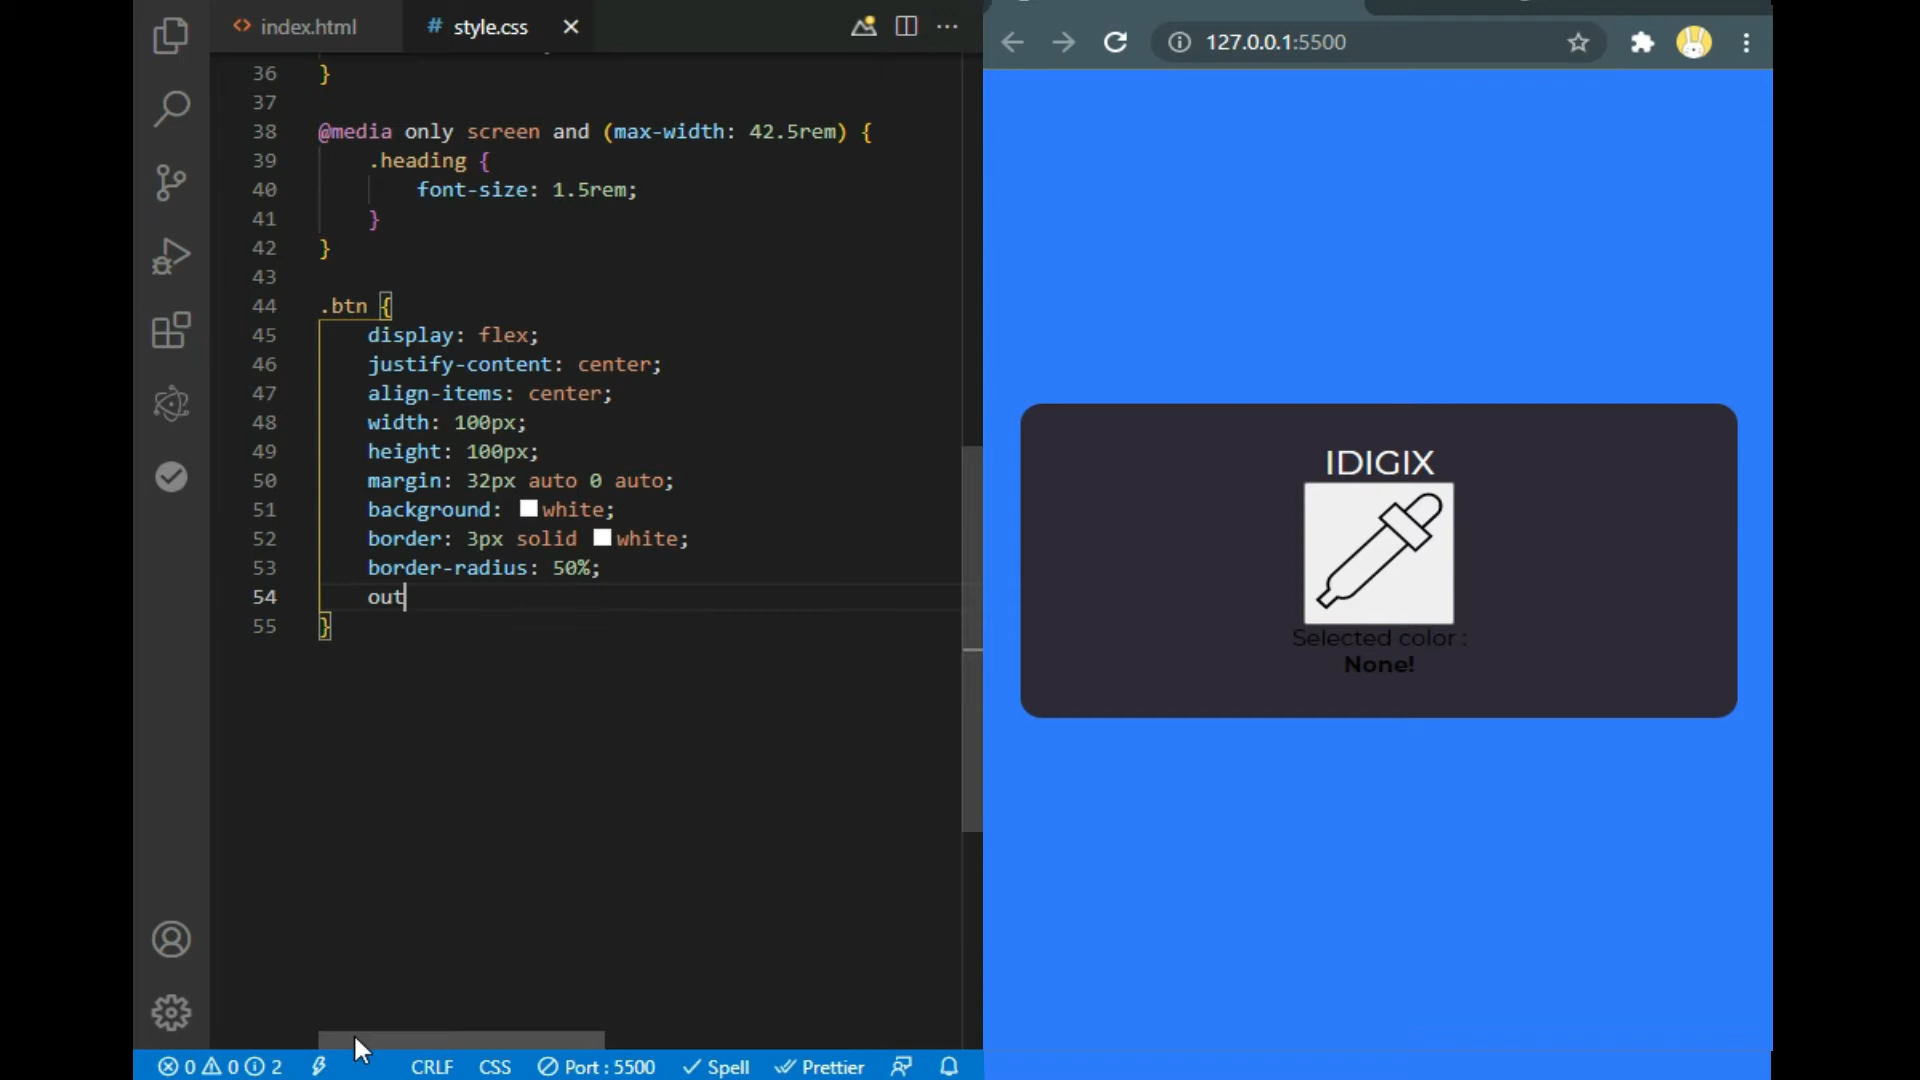 index.html
# style.css
127.0.0.1:5500
36 }
37
38 @media only screen and (max-width: 42.5rem) {
39 .heading {
40 font-size: 1.5rem;
41 }
42 }
43
44 .btn {
45 display: flex;
46 justify-content: center;
47 align-items: center;
48 width: 100px;
49 height: 100px;
50 margin: 32px auto 0 auto;
51 background: white;
52 border: 3px solid white;
53 border-radius: 50%;
54 out
55 }
IDIGIX
Selected color :
None!
0 0 2 CRLF CSS Port : 5500 Spell Prettier